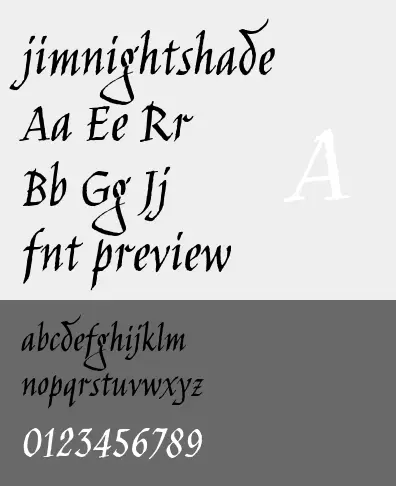 jimnightshade
Aa Ee Rr
A
Bb Gg Jj
fnt preview
abcdefghijklm
nopqrstuvwxyz
0123456789